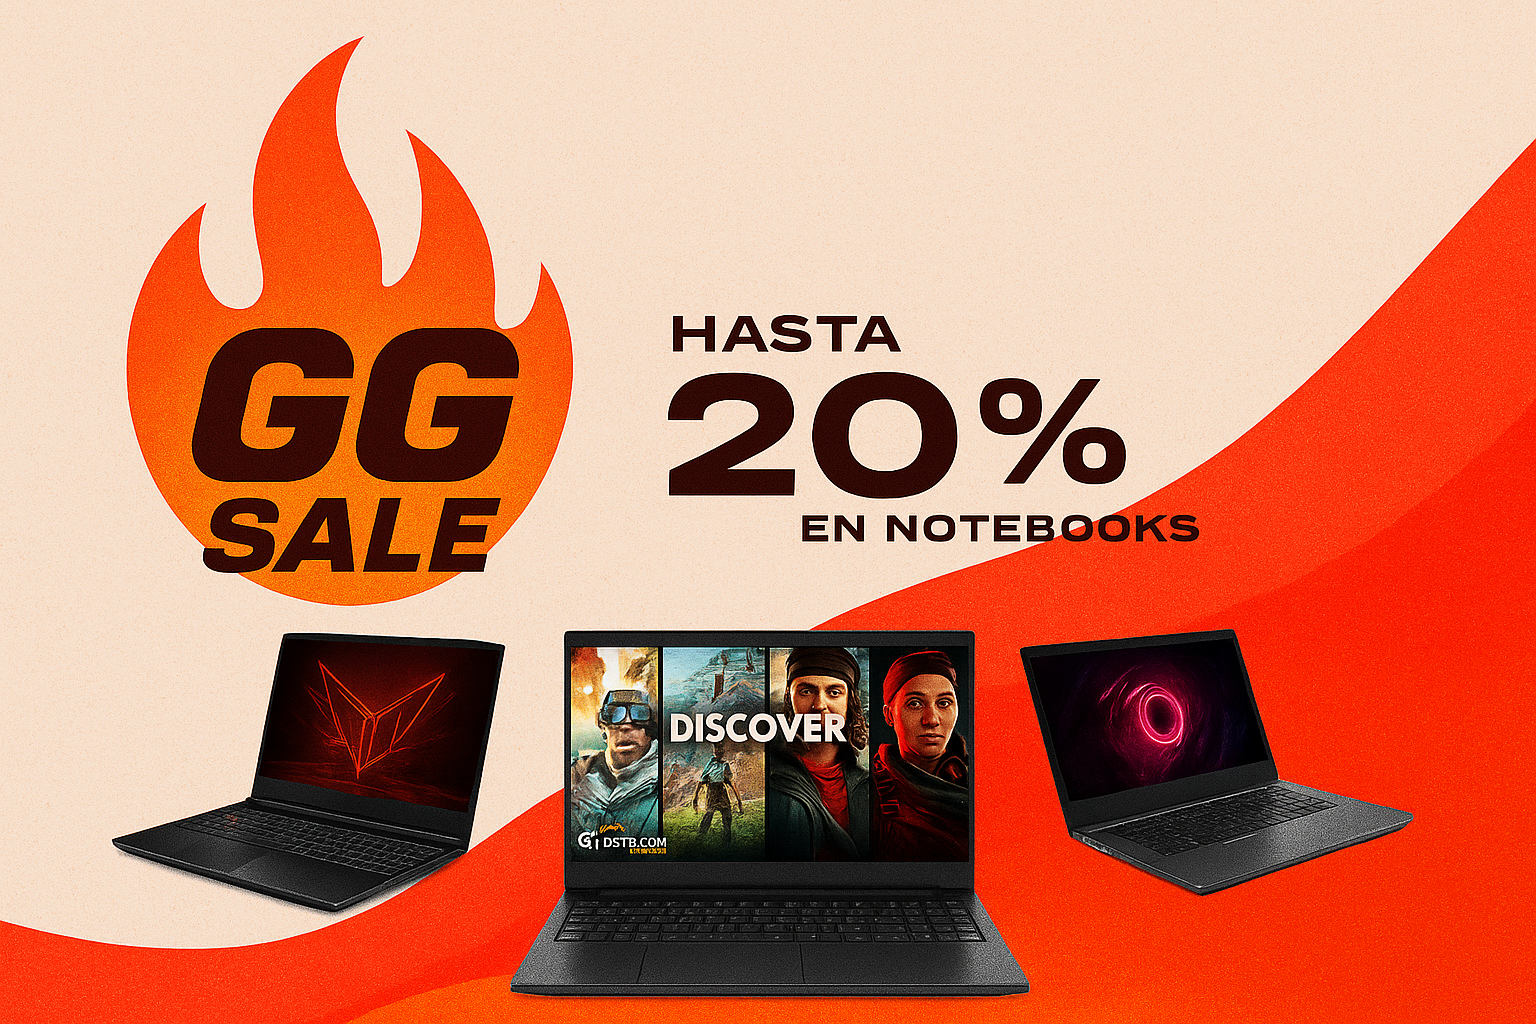 GG
SALE
HASTA
20%
EN NOTEBOOKS
DISCOVER
DSTB.COM